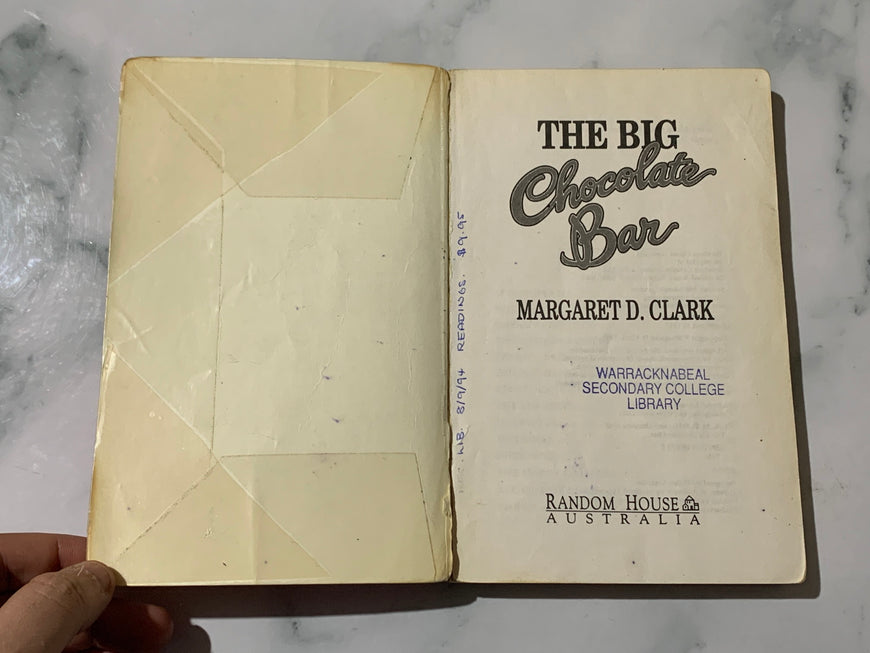 LIB. 8/9/94 READINGS. $9.95
THE BIG
Chocolate
Bar
MARGARET D. CLARK
WARRACKNABEAL
SECONDARY COLLEGE
LIBRARY
RANDOM HOUSE
AUSTRALIA